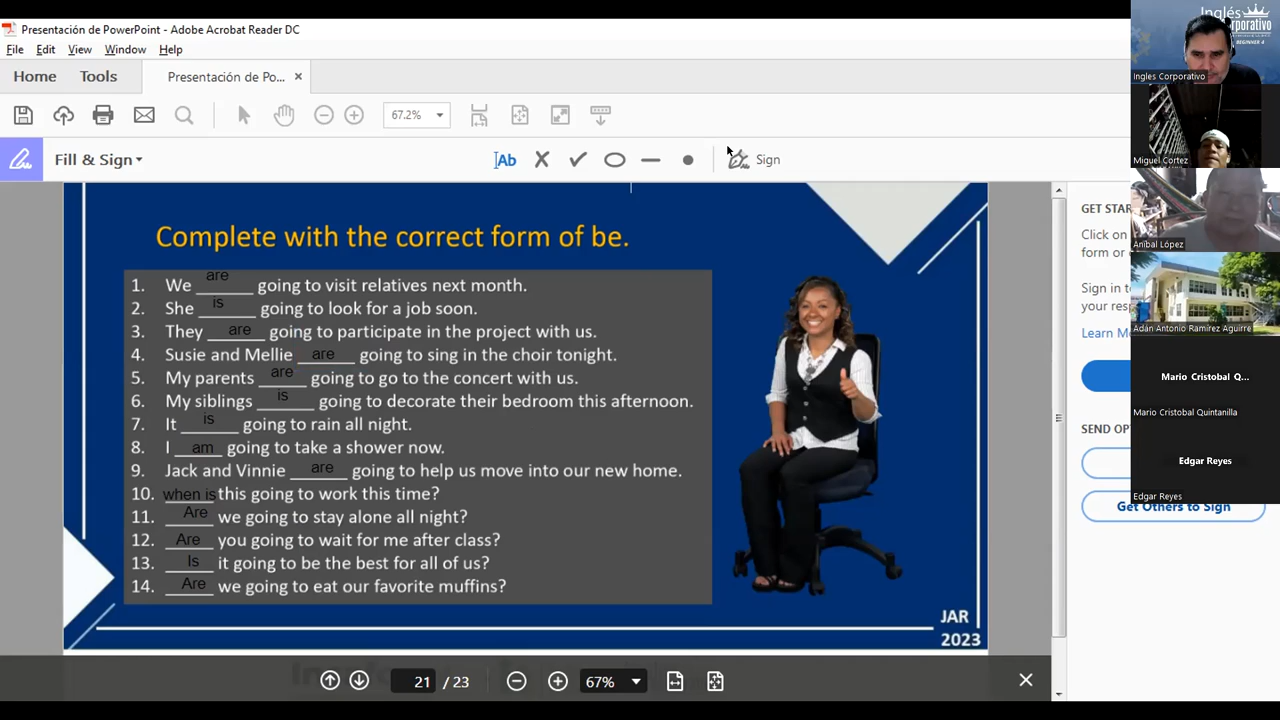 Presentación de PowerPoint - Adobe Acrobat Reader DC
File Edit View Window Help
Home Tools Presentación de Po... ×
67.2%
Fill & Sign
Ab
Sign
Complete with the correct form of be.
1. We are going to visit relatives next month.
2. She is going to look for a job soon.
3. They are going to participate in the project with us.
4. Susie and Mellie are going to sing in the choir tonight.
5. My parents are going to go to the concert with us.
6. My siblings is going to decorate their bedroom this afternoon.
7. It is going to rain all night.
8. I am going to take a shower now.
9. Jack and Vinnie are going to help us move into our new home.
10. when is this going to work this time?
11. Are we going to stay alone all night?
12. Are you going to wait for me after class?
13. Is it going to be the best for all of us?
14. Are we going to eat our favorite muffins?
JAR
2023
21 / 23
67%
GET STAR
Click on
form or
Sign in t
your resp
Learn Me
SEND OPT
Get Others to Sign
Inglés
BEGINNER 4
Ingles Corporativo
Miguel Cortez
Aníbal López
Adán Antonio Ramírez Aguirre
Mario Cristobal Q...
Mario Cristobal Quintanilla
Edgar Reyes
Edgar Reyes